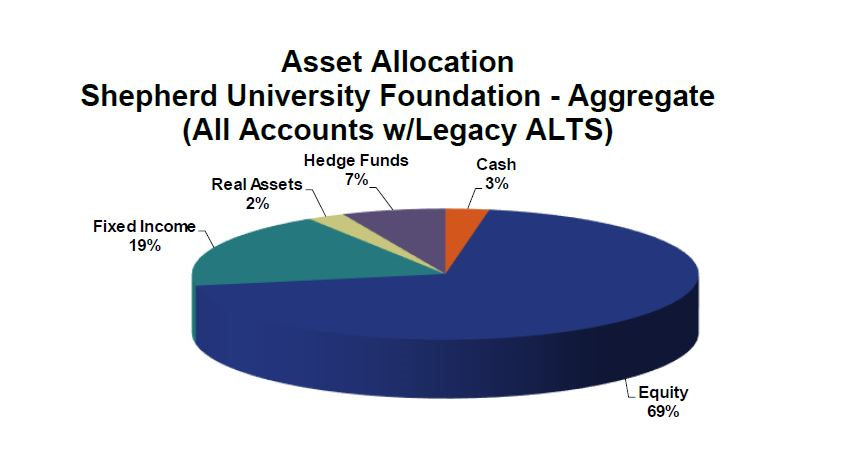 Asset Allocation
Shepherd University Foundation - Aggregate
(All Accounts w/Legacy ALTS)
Hedge Funds
7%
Cash
3%
Real Assets
2%
Fixed Income
19%
Equity
69%